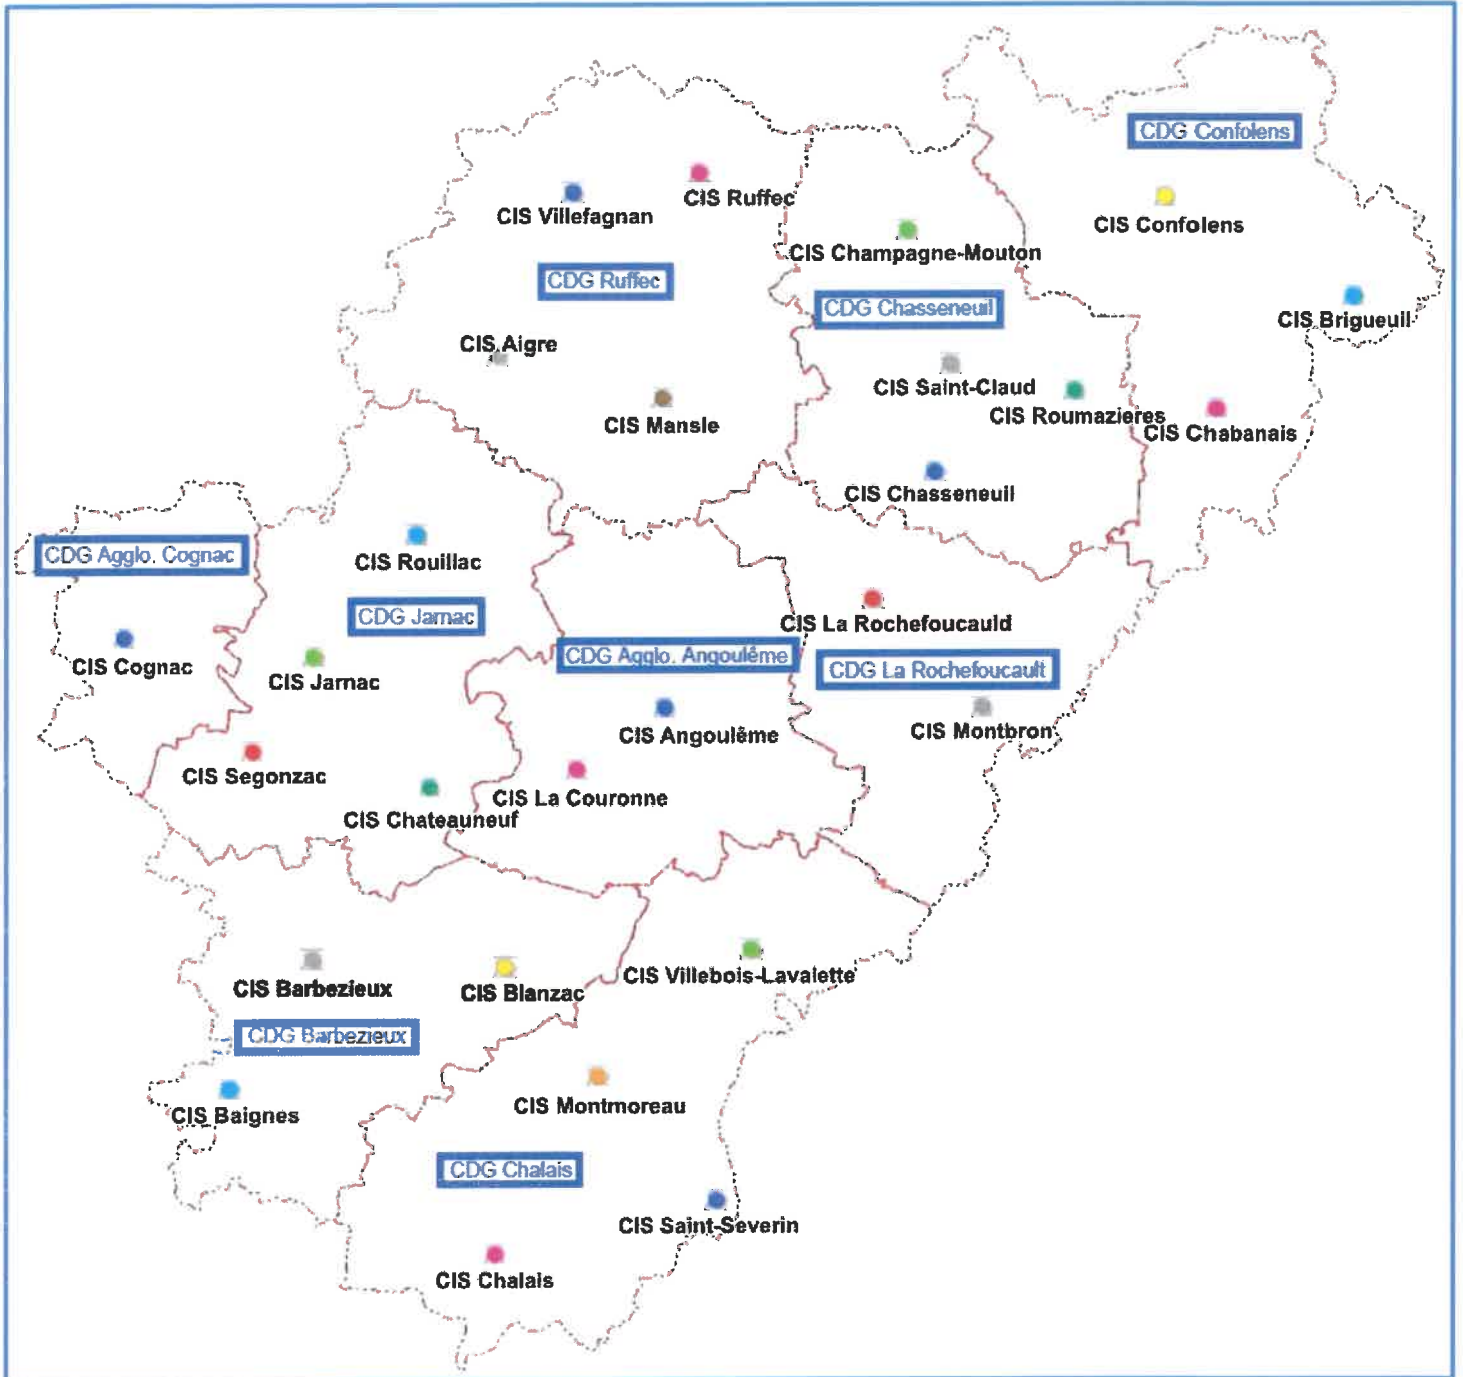 CDG Confolens
CIS Ruffec
CIS Villefagnan
CIS Confolens
CIS Champagne-Mouton
CDG Ruffec
CDG Chasseneuil
CIS Brigueuil
CIS Aigre
CIS Saint-Claud
CIS Roumazieres
CIS Mansle
CIS Chabanais
CIS Chasseneuil
CDG Agglo. Cognac
CIS Rouillac
CDG Jarnac
CIS La Rochefoucauld
CDG Agglo. Angoulême
CIS Cognac
CDG La Rochefoucault
CIS Jarnac
CIS Angoulême
CIS Montbron
CIS Segonzac
CIS La Couronne
CIS Chateauneuf
CIS Villebois-Lavalette
CIS Barbezieux
CIS Blanzac
CDG Barbezieux
CIS Montmoreau
CIS Baignes
CDG Chalais
CIS Saint-Severin
CIS Chalais